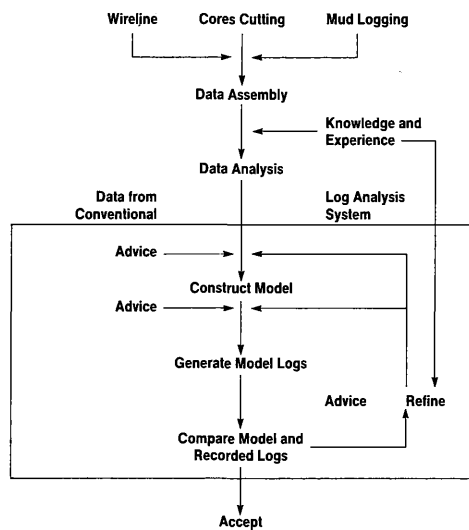 Wireline Cores Cutting Mud Logging
Data Assembly
Knowledge and
Experience
Data Analysis
Data from
Conventional
Log Analysis
System
Advice
Construct Model
Advice
Generate Model Logs
Advice Refine
Compare Model and
Recorded Logs
Accept